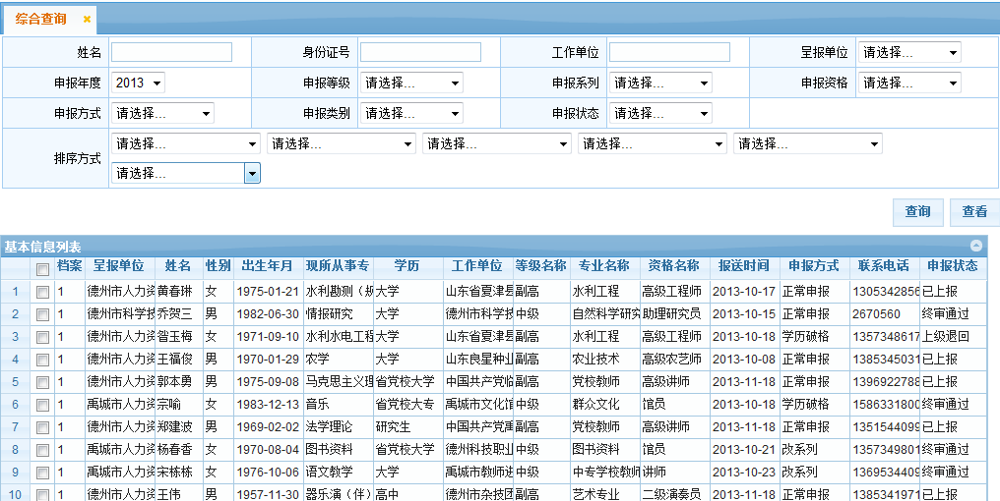 综合查询
姓名 身份证号 工作单位 呈报单位 请选择...
申报年度 2013 申报等级 请选择... 申报系列 请选择... 申报资格 请选择...
申报方式 请选择... 申报类别 请选择... 申报状态 请选择...
排序方式 请选择... 请选择... 请选择... 请选择... 请选择...
请选择...
查询 查看
基本信息列表
档案 呈报单位 姓名 性别 出生年月 现所从事专 学历 工作单位 等级名称 专业名称 资格名称 报送时间 申报方式 联系电话 申报状态
1 1 德州市人力资 黄春琳 女 1975-01-21 水利勘测（规 大学 山东省夏津县 副高 水利工程 高级工程师 2013-10-17 正常申报 1305342856 已上报
2 1 德州市科学技 乔贺三 男 1982-06-30 情报研究 大学 德州市科学技 中级 自然科学研究 助理研究员 2013-10-15 正常申报 2670560 终审通过
3 1 德州市人力资 昝玉梅 女 1971-09-10 水利水电工程 大学 山东省夏津县 副高 水利工程 高级工程师 2013-10-18 学历破格 1357348617 上级退回
4 1 德州市人力资 王福俊 男 1970-01-29 农学 大学 山东良星种业 副高 农业技术 高级农艺师 2013-10-08 正常申报 1385345031 已上报
5 1 德州市人力资 郭本勇 男 1975-09-08 马克思主义理 省党校大学 中国共产党临 副高 党校教师 高级讲师 2013-11-18 正常申报 1396922788 已上报
6 1 禹城市人力资 宗喻 女 1983-12-13 音乐 省党校大专 禹城市文化馆 中级 群众文化 馆员 2013-10-18 学历破格 1586331800 终审通过
7 1 德州市人力资 郑建波 男 1969-02-02 法学理论 研究生 中国共产党禹 副高 党校教师 高级讲师 2013-11-18 正常申报 1351544099 已上报
8 1 德州市人力资 杨春香 女 1970-08-04 图书资料 省党校大学 德州科技职业 中级 图书资料 馆员 2013-10-21 改系列 1357349801 终审通过
9 1 禹城市人力资 宋栋栋 女 1976-10-06 语文教学 大学 禹城市教师进 中级 中专学校教师 讲师 2013-10-23 改系列 1369534409 终审通过
10 1 德州市人力资 王伟 男 1957-11-30 器乐演（伴） 高中 德州市杂技团 副高 艺术专业 二级演奏员 2013-11-18 正常申报 1385341971 已上报